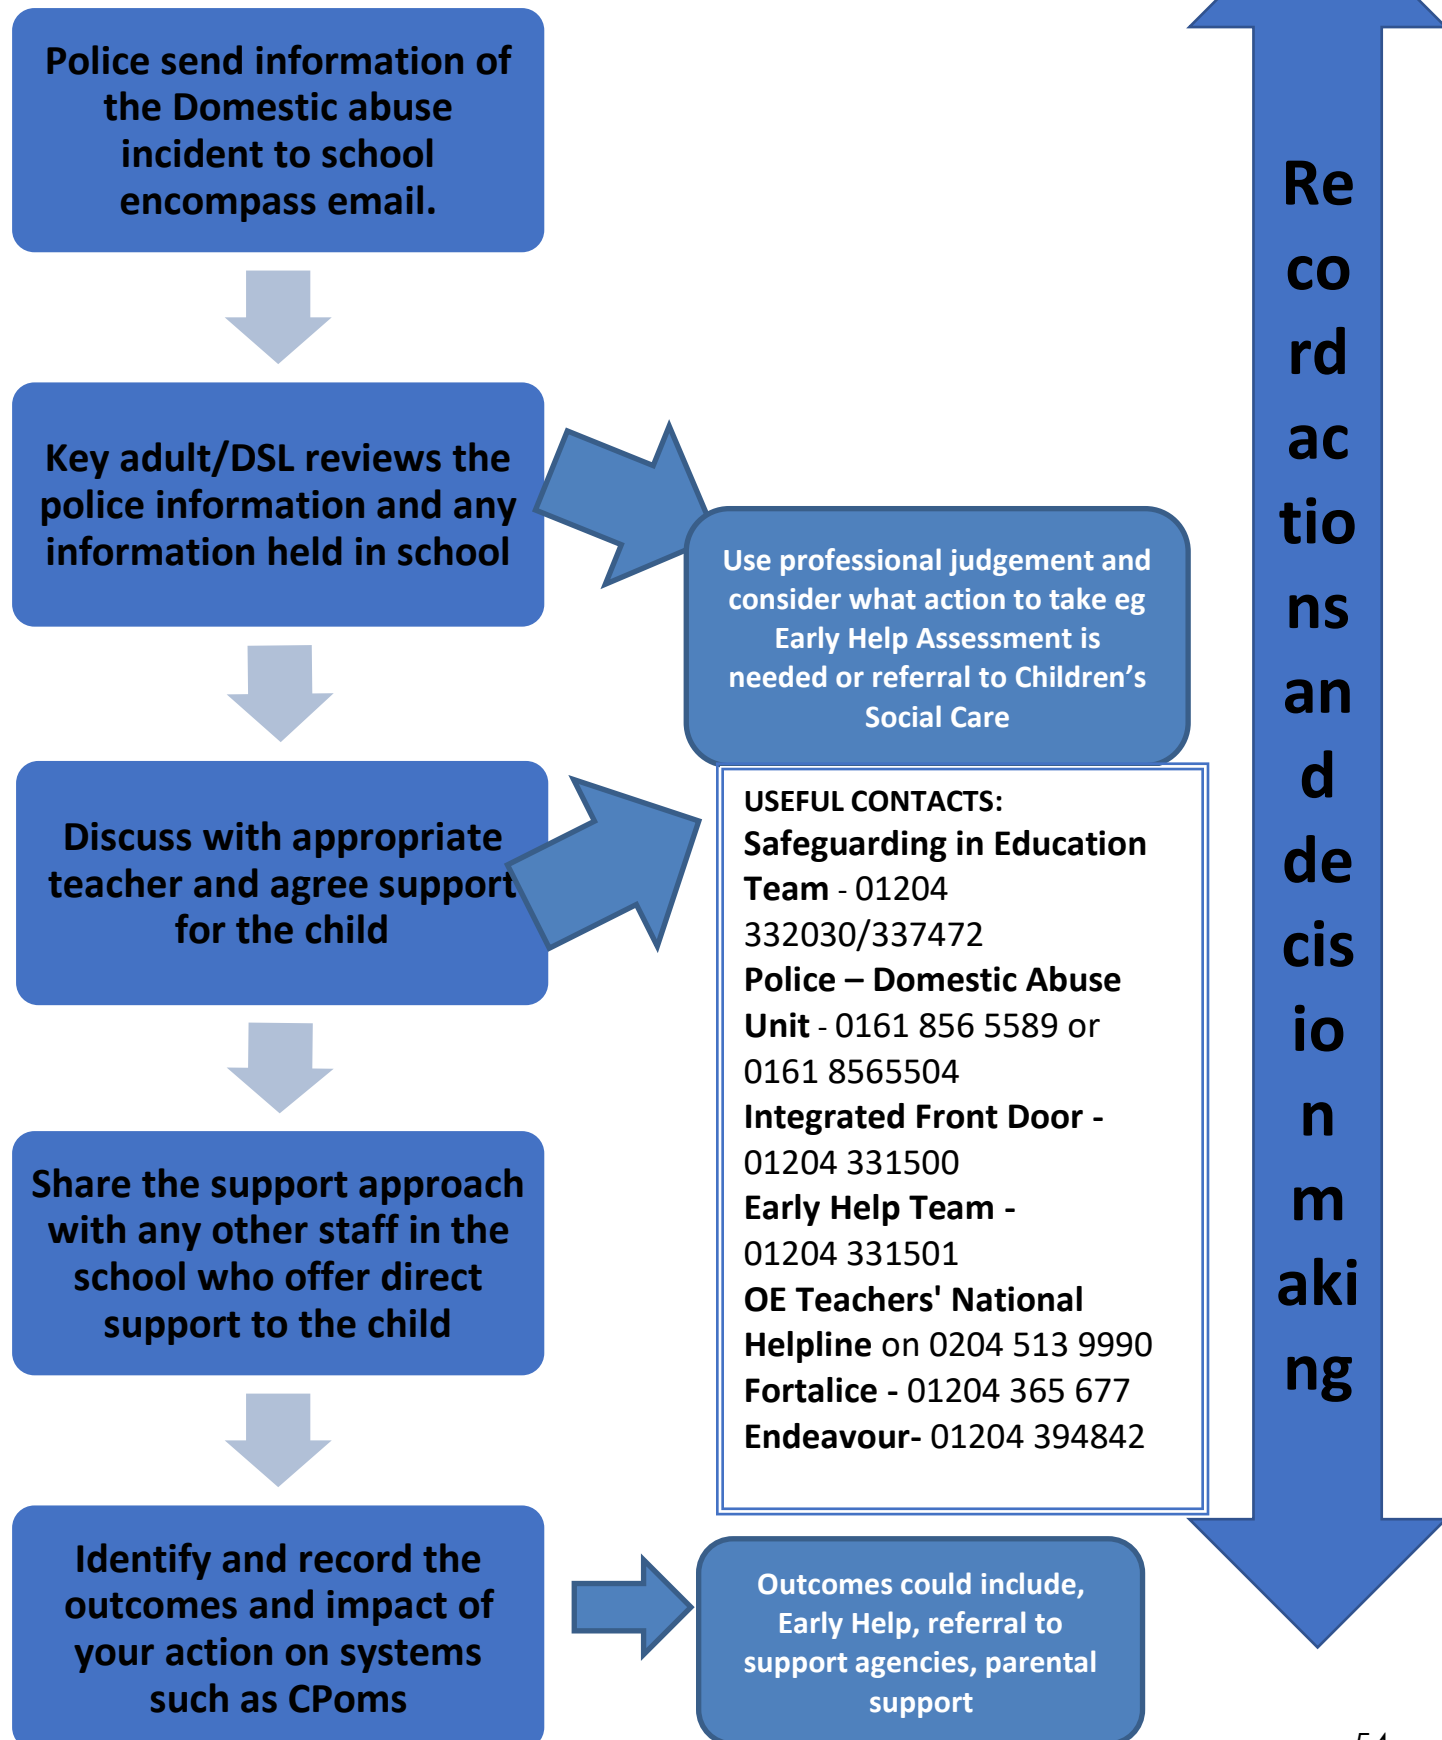 Police send information of
the Domestic abuse
incident to school
encompass email.
Key adult/DSL reviews the
police information and any
information held in school
Use professional judgement and
consider what action to take eg
Early Help Assessment is
needed or referral to Children’s
Social Care
Discuss with appropriate
teacher and agree support
for the child
USEFUL CONTACTS:
Safeguarding in Education
Team - 01204
332030/337472
Police – Domestic Abuse
Unit - 0161 856 5589 or
0161 8565504
Integrated Front Door -
01204 331500
Early Help Team -
01204 331501
OE Teachers' National
Helpline on 0204 513 9990
Fortalice - 01204 365 677
Endeavour- 01204 394842
Share the support approach
with any other staff in the
school who offer direct
support to the child
Identify and record the
outcomes and impact of
your action on systems
such as CPoms
Outcomes could include,
Early Help, referral to
support agencies, parental
support
Re
co
rd
ac
tio
ns
an
d
de
cis
io
n
m
aki
ng